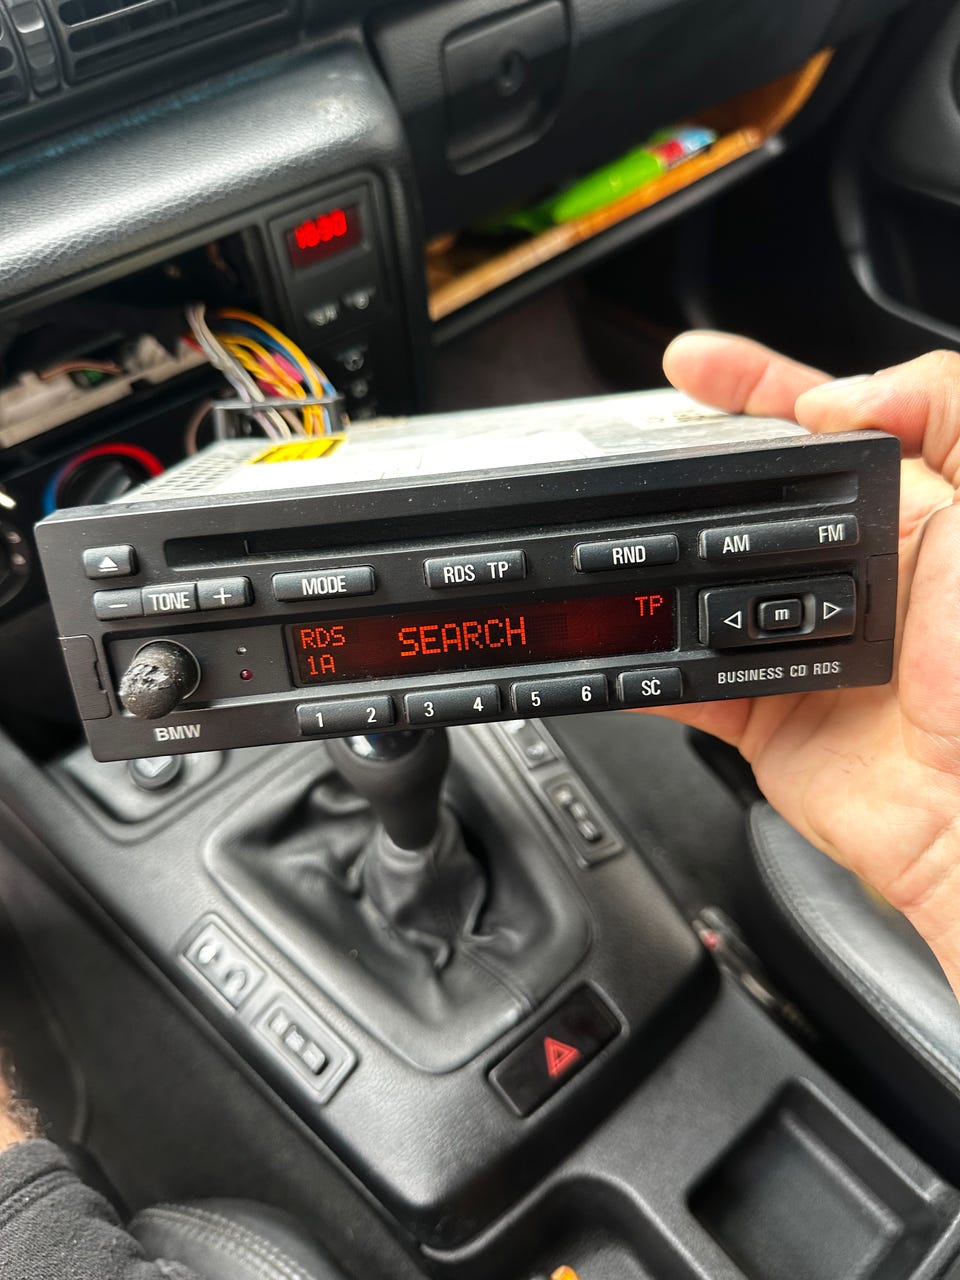 AM FM
RND
RDS TP
MODE
− TONE +
RDS SEARCH TP
1A
m
1 2 3 4 5 6 SC
BUSINESS CD RDS
BMW